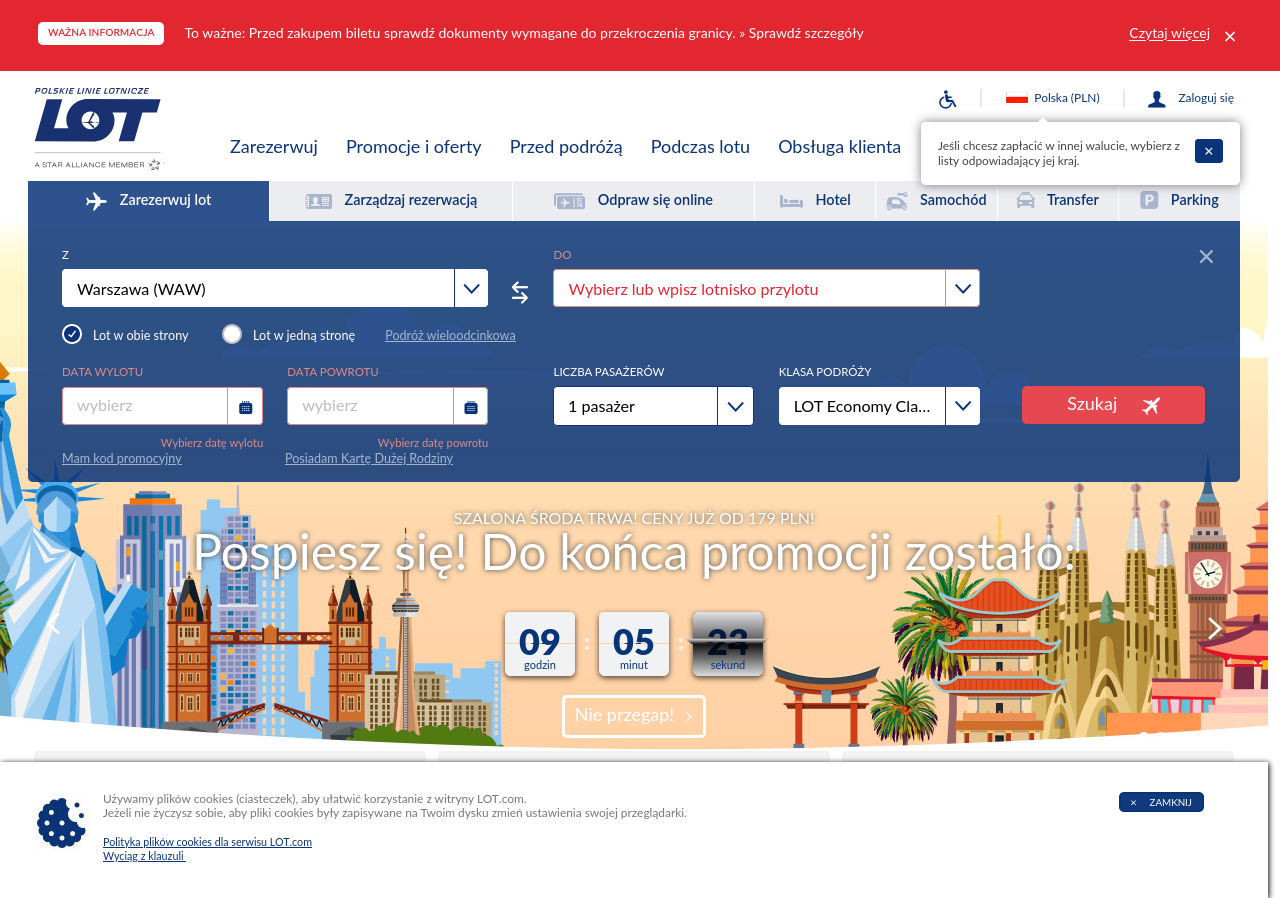 WAŻNA INFORMACJA
To ważne: Przed zakupem biletu sprawdź dokumenty wymagane do przekroczenia granicy. » Sprawdź szczegóły
Czytaj więcej
POLSKIE LINIE LOTNICZE
LOT
A STAR ALLIANCE MEMBER
Polska (PLN)
Zaloguj się
Zarezerwuj
Promocje i oferty
Przed podróżą
Podczas lotu
Obsługa klienta
Jeśli chcesz zapłacić w innej walucie, wybierz z
listy odpowiadający jej kraj.
Zarezerwuj lot
Zarządzaj rezerwacją
Odpraw się online
Hotel
Samochód
Transfer
Parking
Z
DO
Warszawa (WAW)
Wybierz lub wpisz lotnisko przylotu
Lot w obie strony
Lot w jedną stronę
Podróż wieloodcinkowa
DATA WYLOTU
DATA POWROTU
LICZBA PASAŻERÓW
KLASA PODRÓŻY
wybierz
wybierz
1 pasażer
LOT Economy Cla...
Szukaj
Wybierz datę wylotu
Wybierz datę powrotu
Mam kod promocyjny
Posiadam Kartę Dużej Rodziny
SZALONA ŚRODA TRWA! CENY JUŻ OD 179 PLN!
Pospiesz się! Do końca promocji zostało:
09 : 05 : 23
godzin
minut
sekund
Nie przegap!
Używamy plików cookies (ciasteczek), aby ułatwić korzystanie z witryny LOT.com.
Jeżeli nie życzysz sobie, aby pliki cookies były zapisywane na Twoim dysku zmień ustawienia swojej przeglądarki.
ZAMKNIJ
Polityka plików cookies dla serwisu LOT.com
Wyciąg z klauzuli